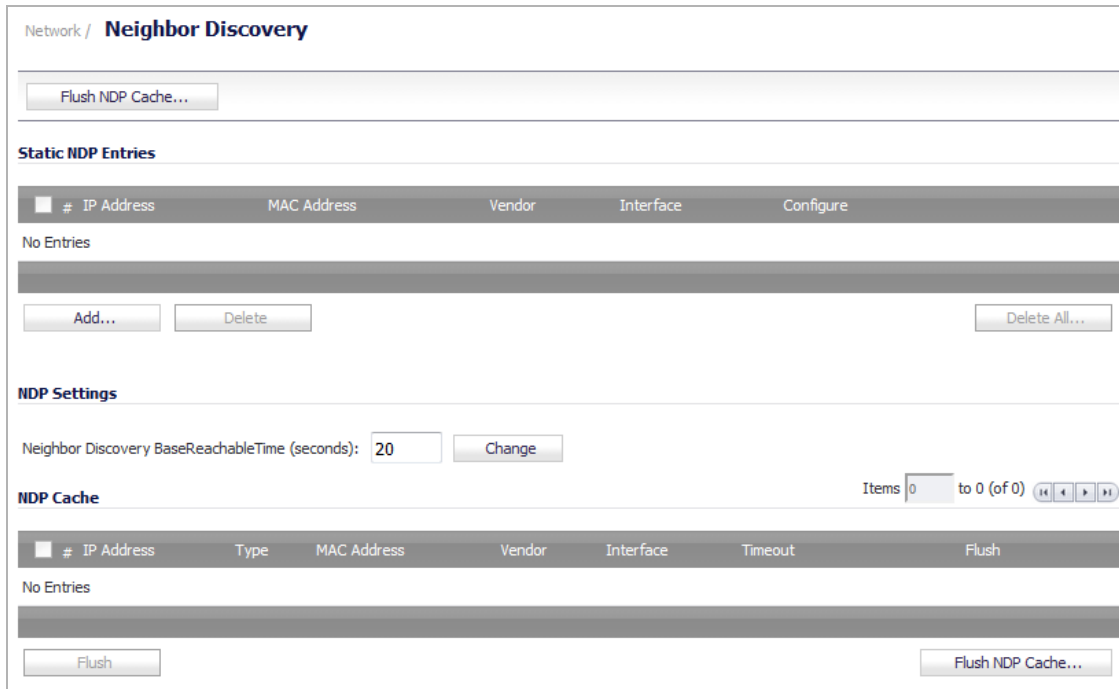 Network / Neighbor Discovery
Flush NDP Cache...
Static NDP Entries
# IP Address MAC Address Vendor Interface Configure
No Entries
Add... Delete Delete All...
NDP Settings
Neighbor Discovery BaseReachableTime (seconds): 20 Change
Items 0 to 0 (of 0)
NDP Cache
# IP Address Type MAC Address Vendor Interface Timeout Flush
No Entries
Flush Flush NDP Cache...